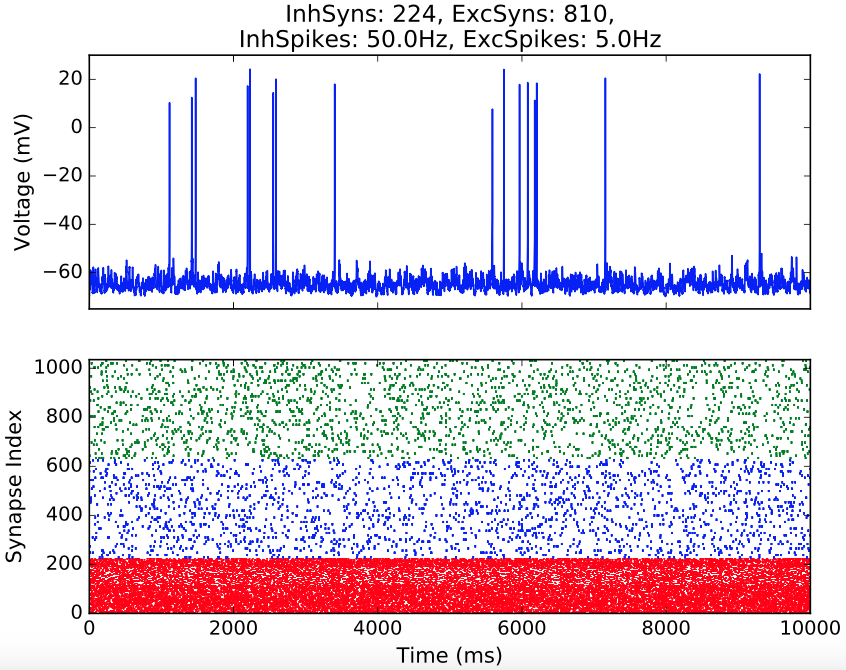 InhSyns: 224, ExcSyns: 810,
InhSpikes: 50.0Hz, ExcSpikes: 5.0Hz
20
0
−20
−40
−60
Voltage (mV)
1000
800
600
400
200
0
Synapse Index
0 2000 4000 6000 8000 10000
Time (ms)